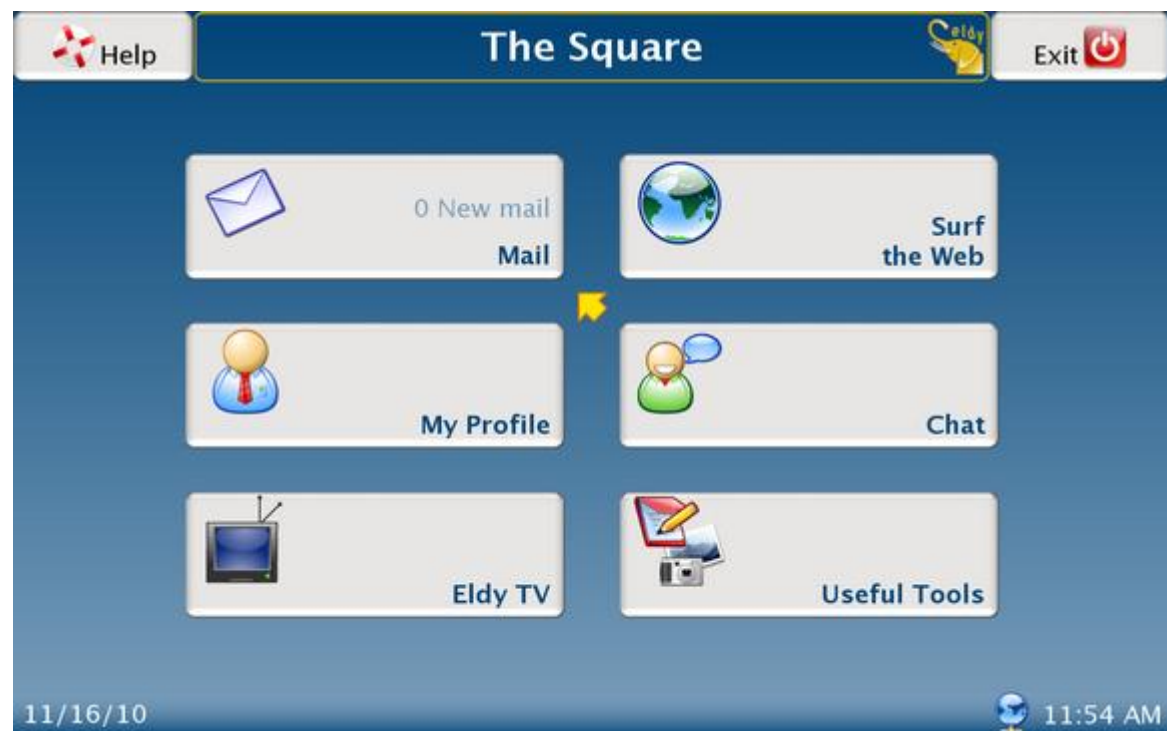 Help
The Square
eldy
Exit
0 New mail
Mail
Surf
the Web
My Profile
Chat
Eldy TV
Useful Tools
11/16/10
11:54 AM